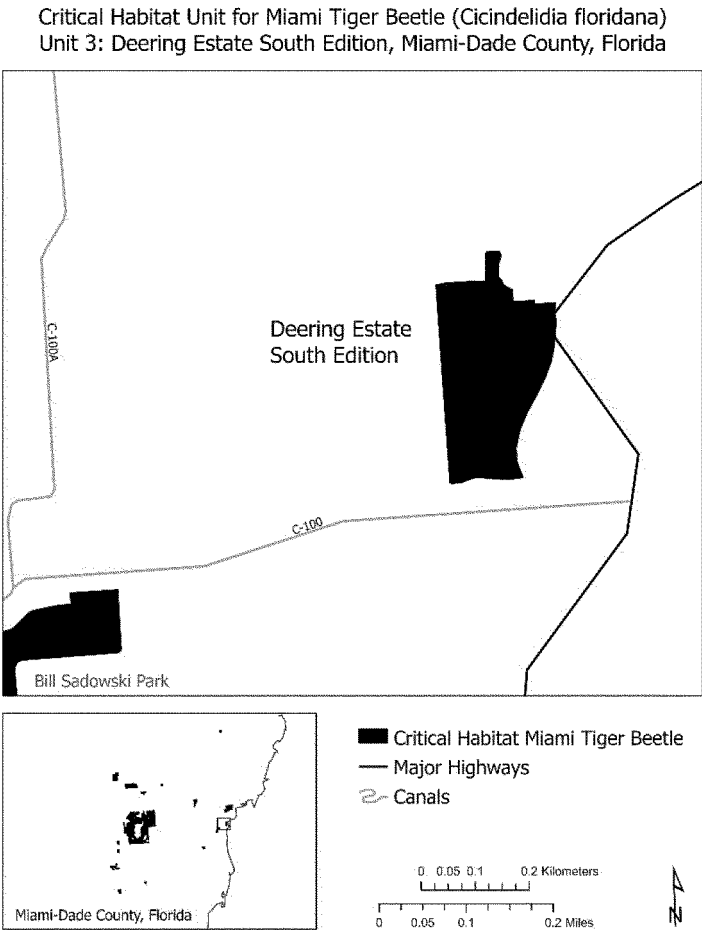 Critical Habitat Unit for Miami Tiger Beetle (Cicindelidia floridana)
Unit 3: Deering Estate South Edition, Miami-Dade County, Florida
C-100A
Deering Estate
South Edition
C-100
Bill Sadowski Park
Critical Habitat Miami Tiger Beetle
Major Highways
Canals
Miami-Dade County, Florida
0 0.05 0.1 0.2 Kilometers
0 0.05 0.1 0.2 Miles
N